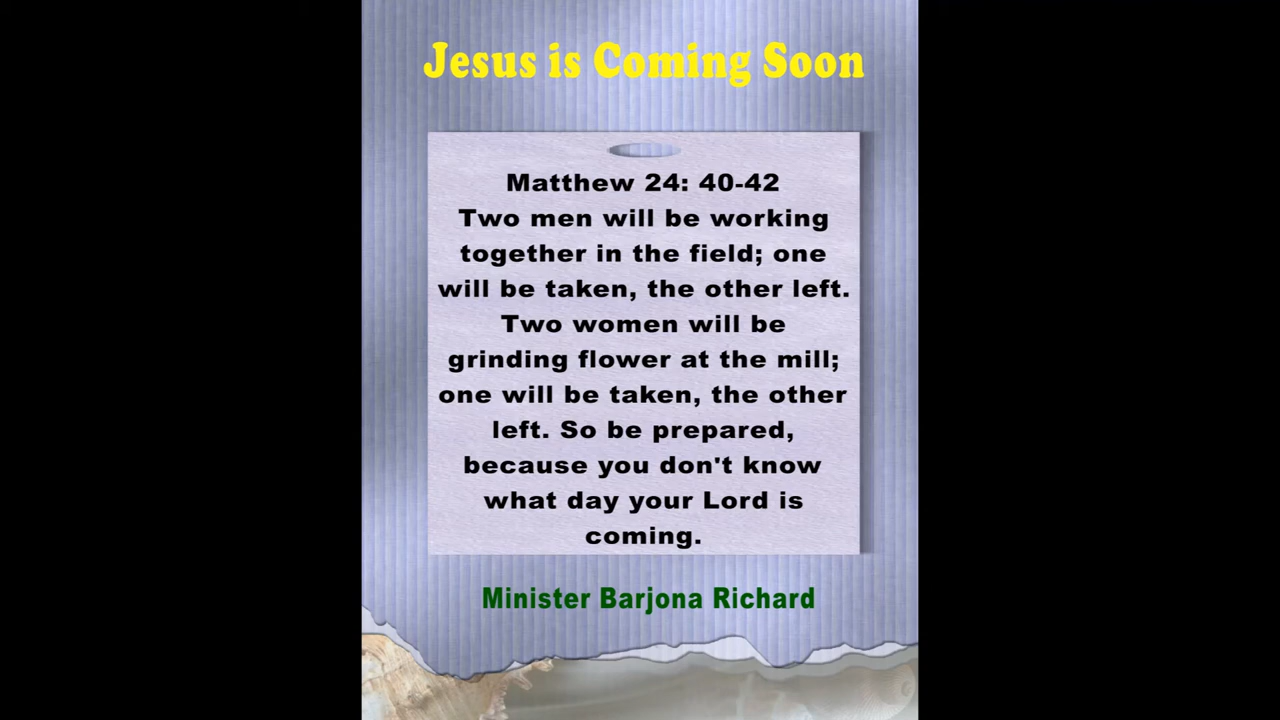 Jesus is Coming Soon
Matthew 24: 40-42
Two men will be working
together in the field; one
will be taken, the other left.
Two women will be
grinding flower at the mill;
one will be taken, the other
left. So be prepared,
because you don't know
what day your Lord is
coming.
Minister Barjona Richard